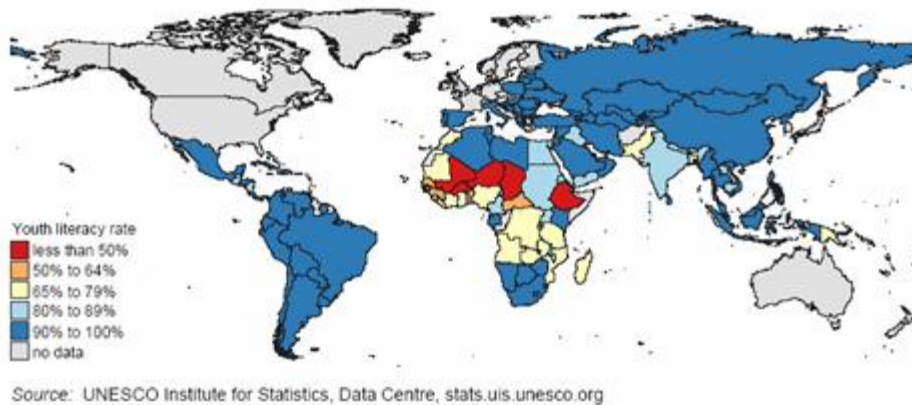 Youth literacy rate
less than 50%
50% to 64%
65% to 79%
80% to 89%
90% to 100%
no data
Source: UNESCO Institute for Statistics, Data Centre, stats.uis.unesco.org